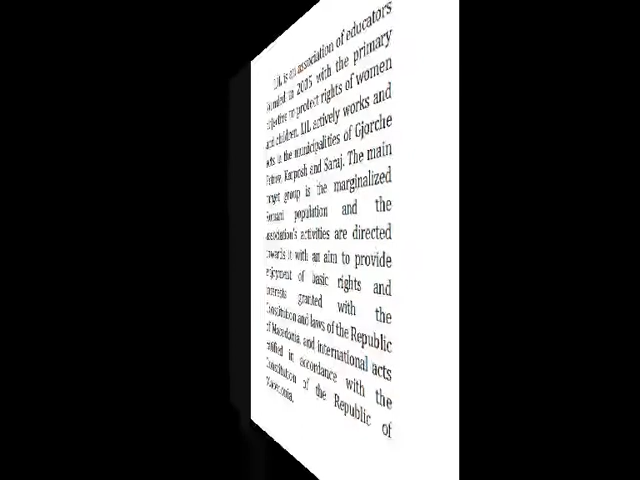 LIL is an association of educators
founded in 2005 with the primary
objective to protect rights of women
and children. LIL actively works and
acts in the municipalities of Gjorche
Petrov, Karposh and Saraj. The main
target group is the marginalized
Romani population and the
association's activities are directed
towards it with an aim to provide
enjoyment of basic rights and
interests granted with the
Constitution and laws of the Republic
of Macedonia, and international acts
ratified in accordance with the
Constitution of the Republic of
Macedonia.